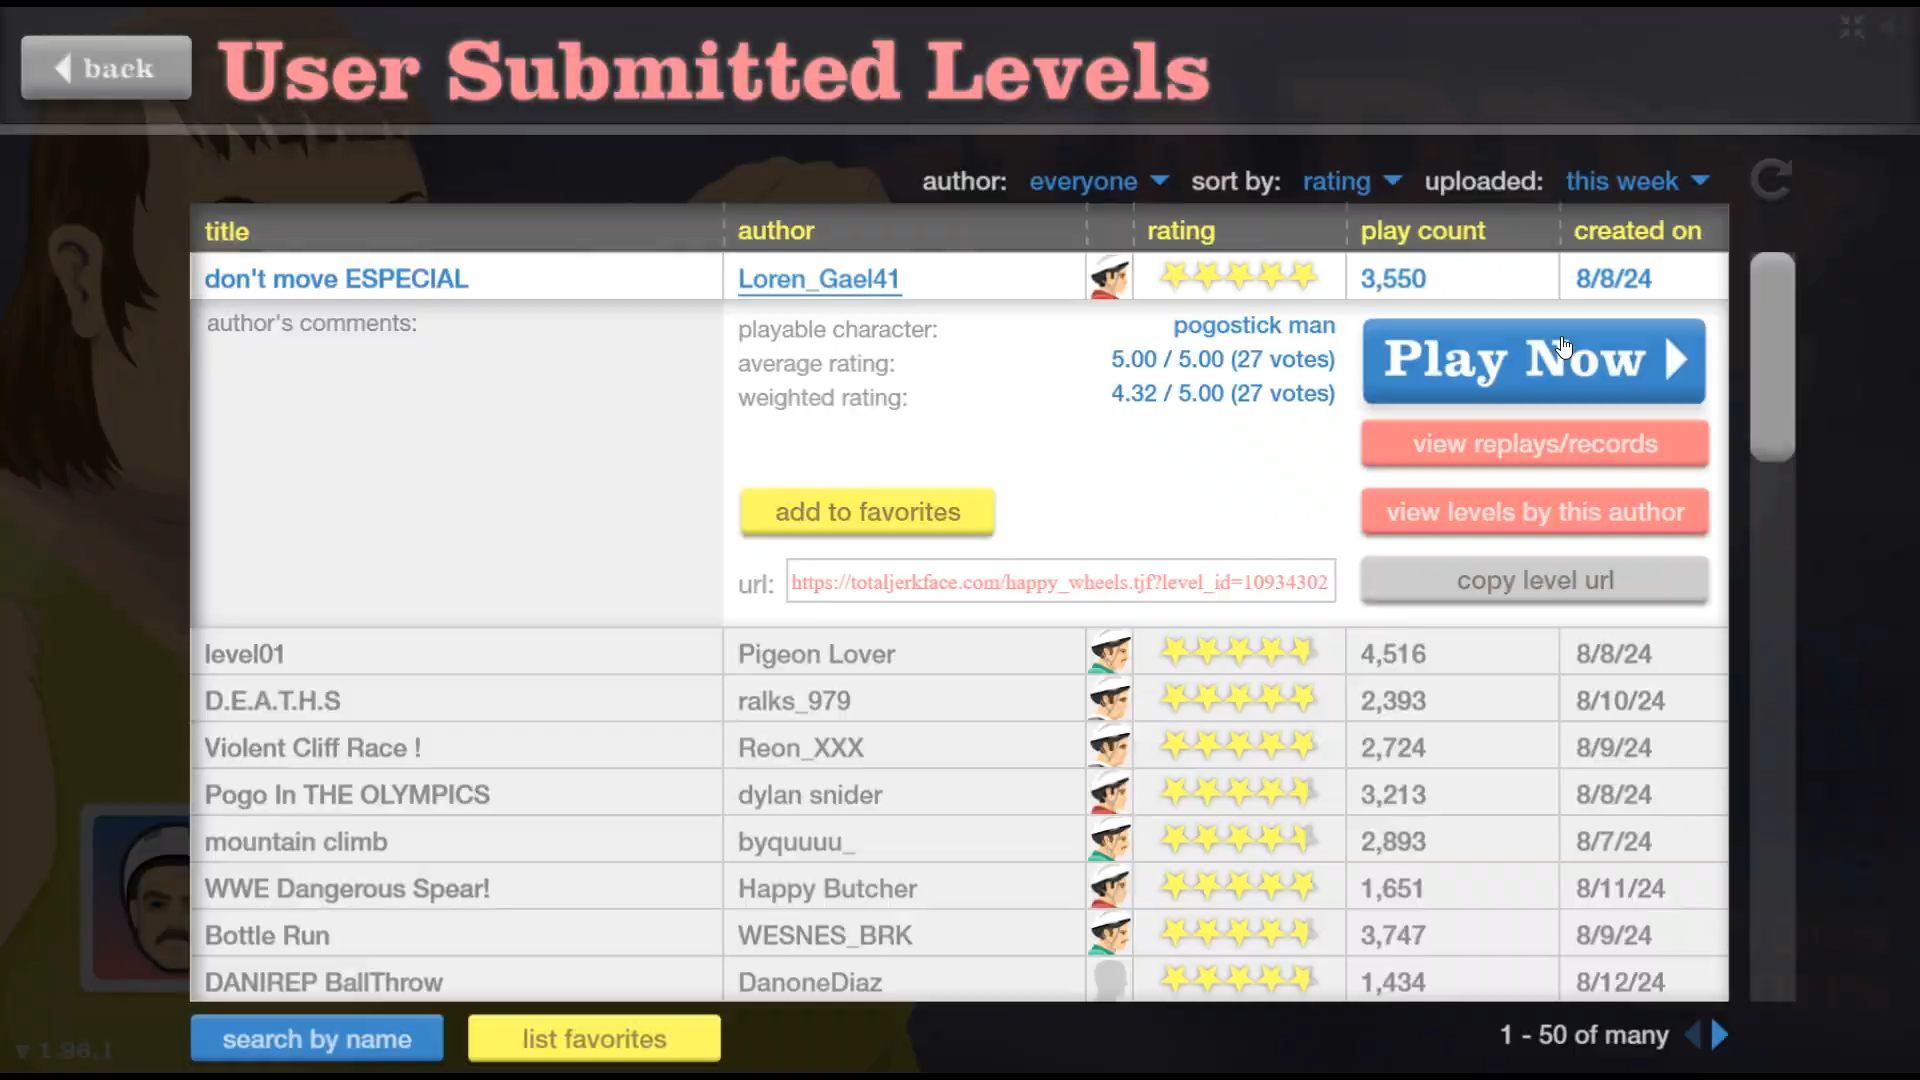 back
User Submitted Levels
author: everyone sort by: rating uploaded: this week
title author rating play count created on
don't move ESPECIAL Loren_Gael41 3,550 8/8/24
author's comments:
playable character: pogostick man
average rating: 5.00 / 5.00 (27 votes)
weighted rating: 4.32 / 5.00 (27 votes)
Play Now
view replays/records
add to favorites
view levels by this author
url: https://totaljerkface.com/happy_wheels.tjf?level_id=10934302
copy level url
level01 Pigeon Lover 4,516 8/8/24
D.E.A.T.H.S ralks_979 2,393 8/10/24
Violent Cliff Race ! Reon_XXX 2,724 8/9/24
Pogo In THE OLYMPICS dylan snider 3,213 8/8/24
mountain climb byquuuu_ 2,893 8/7/24
WWE Dangerous Spear! Happy Butcher 1,651 8/11/24
Bottle Run WESNES_BRK 3,747 8/9/24
DANIREP BallThrow DanoneDiaz 1,434 8/12/24
search by name list favorites 1 - 50 of many
v 1.96.1